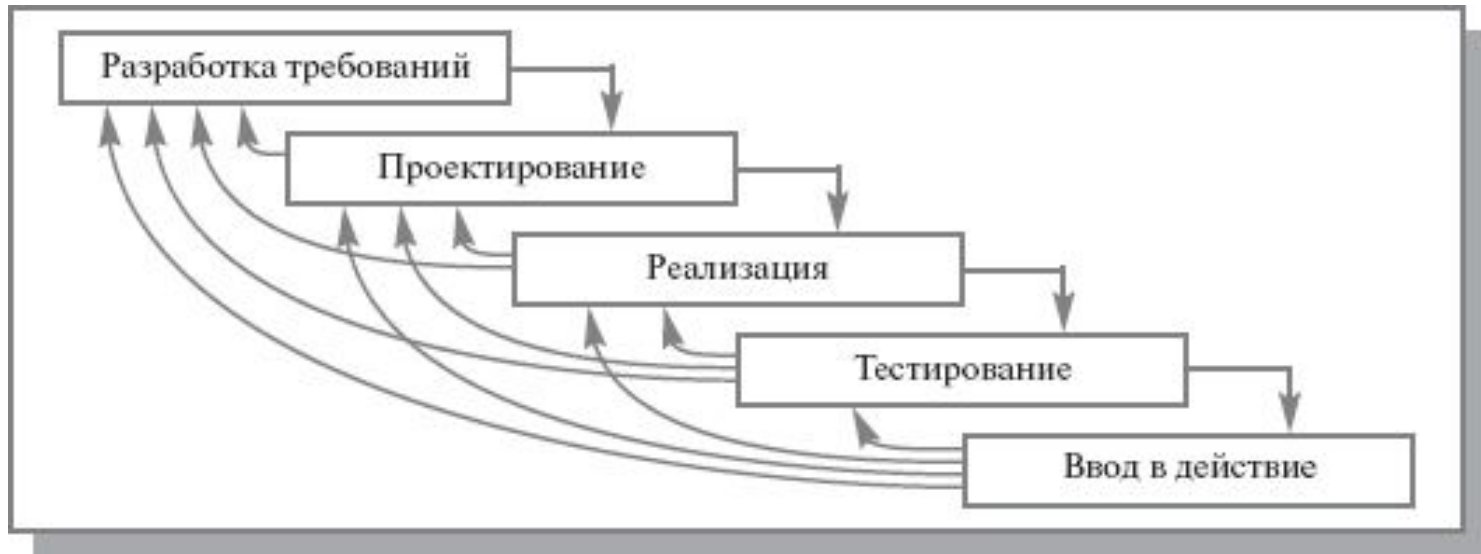 Разработка требований
Проектирование
Реализация
Тестирование
Ввод в действие